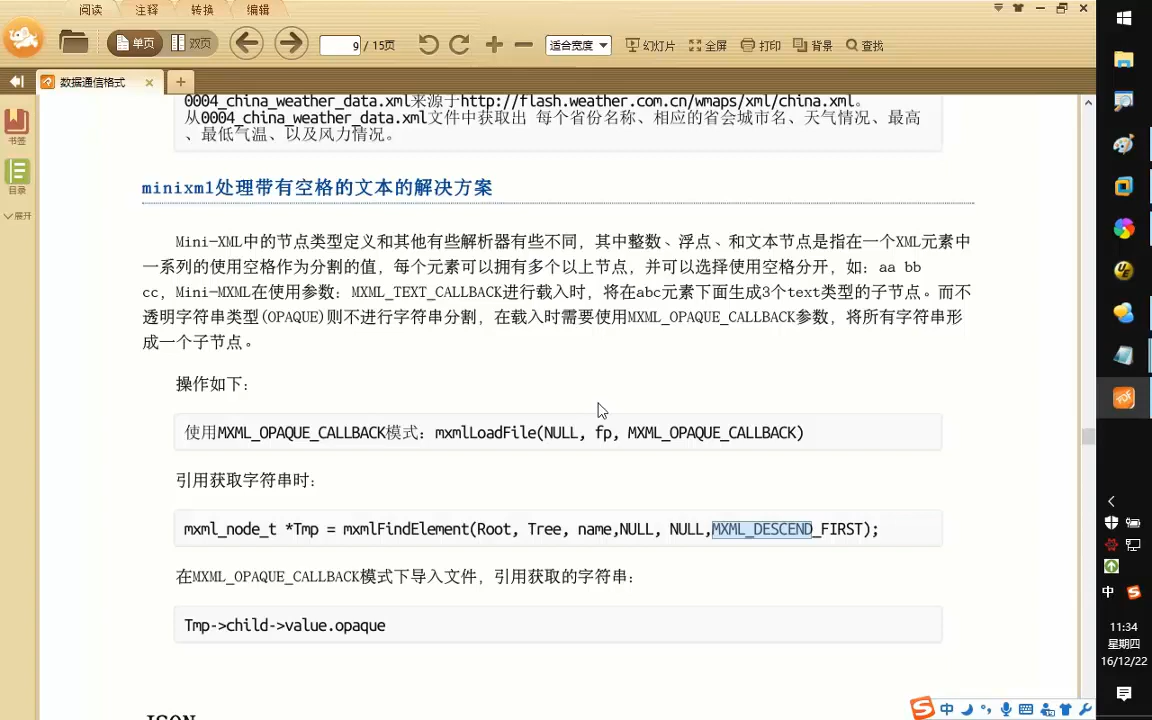 阅读 注释 转换 编辑
单页 双页 9 / 15页 适合宽度 幻灯片 全屏 打印 背景 查找
数据通信格式
书签
目录
展开
0004_china_weather_data.xml来源于http://flash.weather.com.cn/wmaps/xml/china.xml。
从0004_china_weather_data.xml文件中获取出 每个省份名称、相应的省会城市名、天气情况、最高
、最低气温、以及风力情况。
minixml处理带有空格的文本的解决方案
Mini-XML中的节点类型定义和其他有些解析器有些不同，其中整数、浮点、和文本节点是指在一个XML元素中
一系列的使用空格作为分割的值，每个元素可以拥有多个以上节点，并可以选择使用空格分开，如：aa bb
cc，Mini-MXML在使用参数：MXML_TEXT_CALLBACK进行载入时，将在abc元素下面生成3个text类型的子节点。而不
透明字符串类型(OPAQUE)则不进行字符串分割，在载入时需要使用MXML_OPAQUE_CALLBACK参数，将所有字符串形
成一个子节点。
操作如下：
使用MXML_OPAQUE_CALLBACK模式：mxmlLoadFile(NULL, fp, MXML_OPAQUE_CALLBACK)
引用获取字符串时：
mxml_node_t *Tmp = mxmlFindElement(Root, Tree, name,NULL, NULL,MXML_DESCEND_FIRST);
在MXML_OPAQUE_CALLBACK模式下导入文件，引用获取的字符串：
Tmp->child->value.opaque
JSON
中
11:34
星期四
16/12/22
中